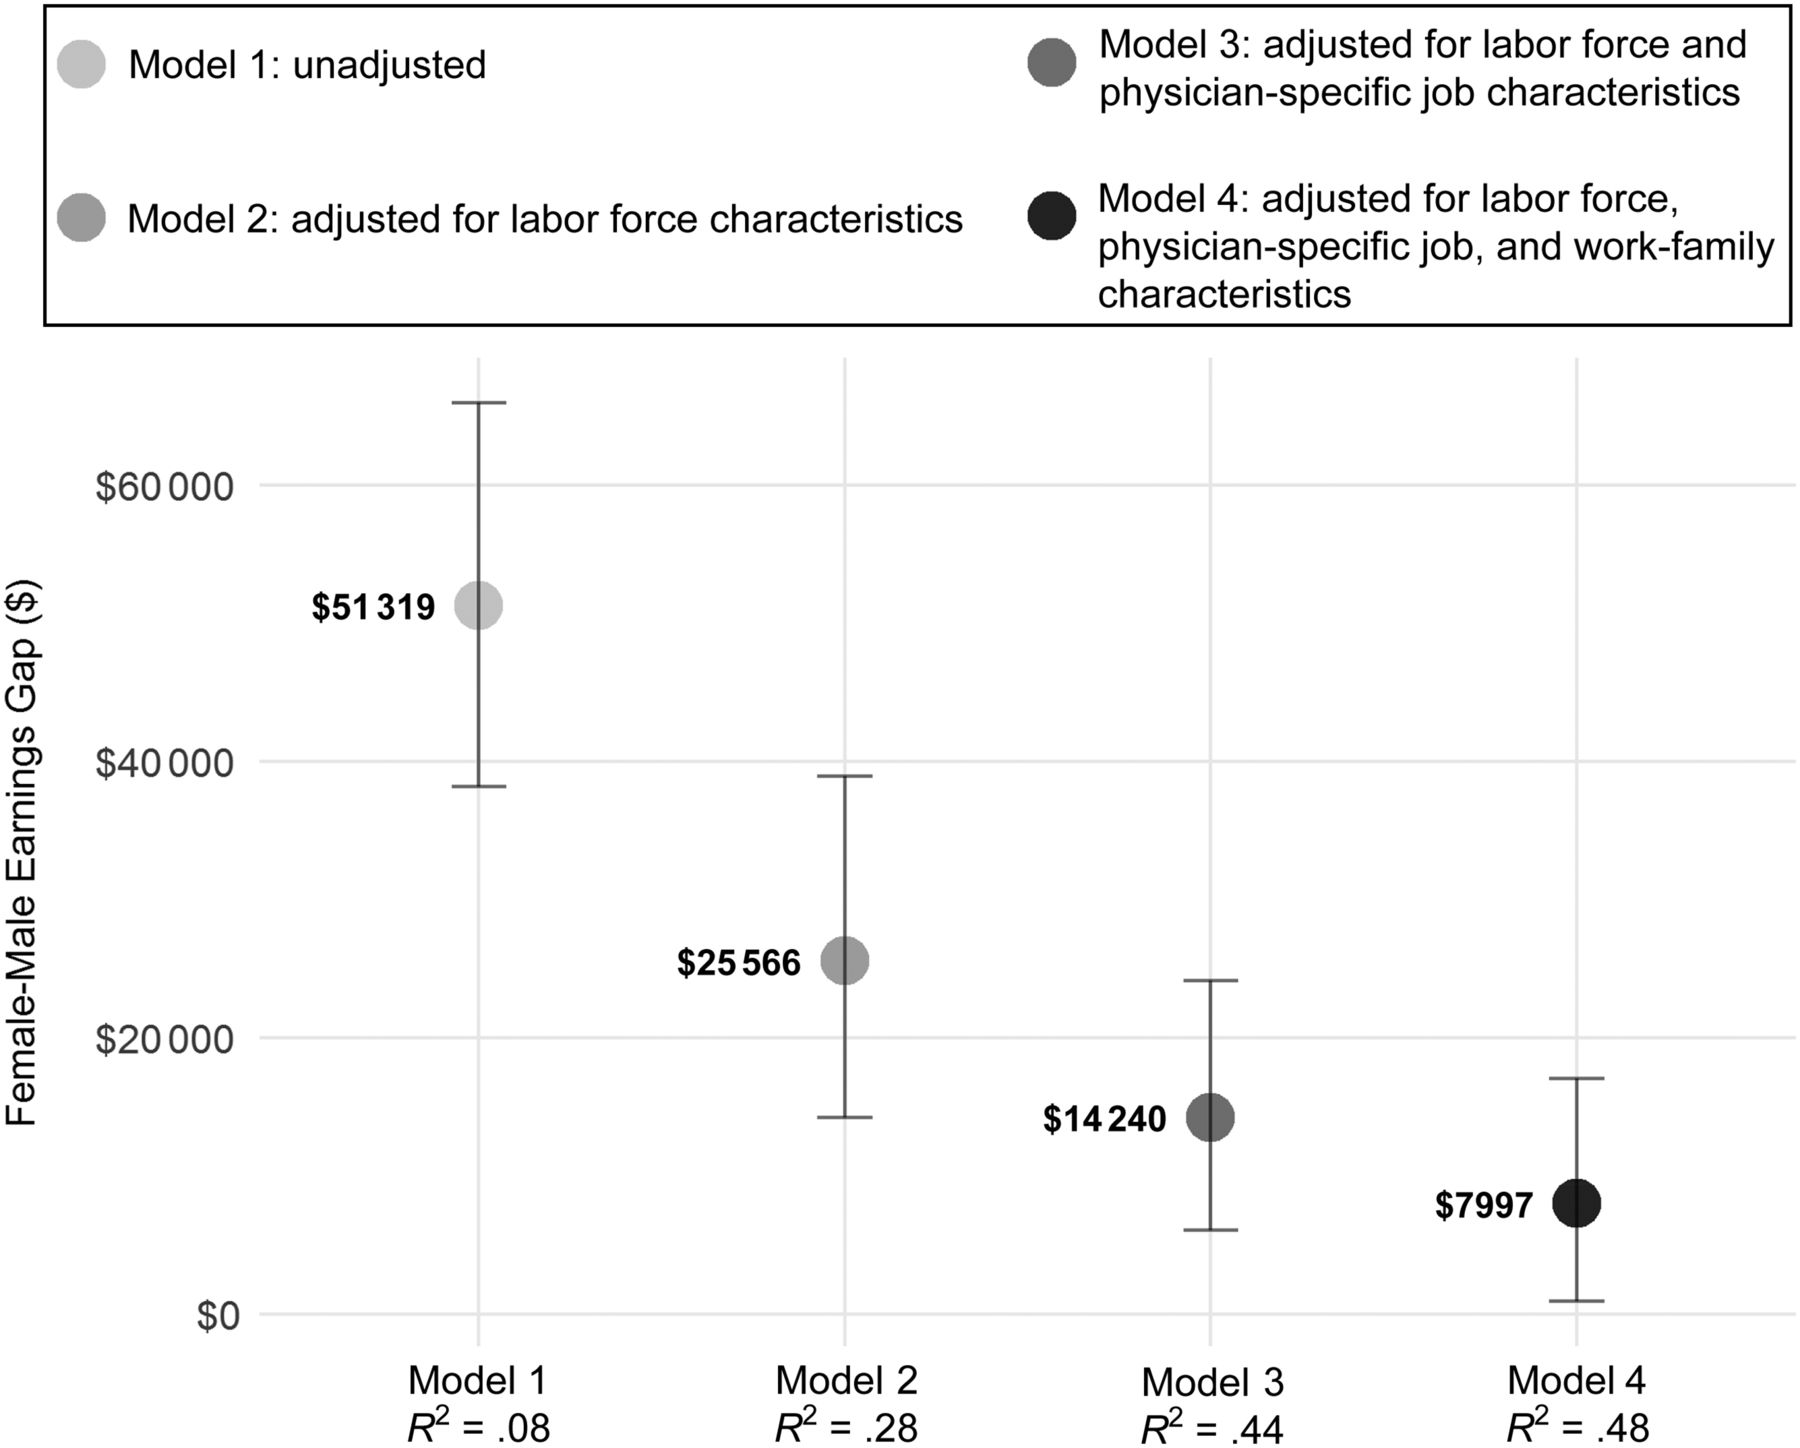 Model 1: unadjusted
Model 2: adjusted for labor force characteristics
Model 3: adjusted for labor force and
physician-specific job characteristics
Model 4: adjusted for labor force,
physician-specific job, and work-family
characteristics
Female-Male Earnings Gap ($)
$60 000
$40 000
$20 000
$0
$51 319
$25 566
$14 240
$7997
Model 1
R² = .08
Model 2
R² = .28
Model 3
R² = .44
Model 4
R² = .48